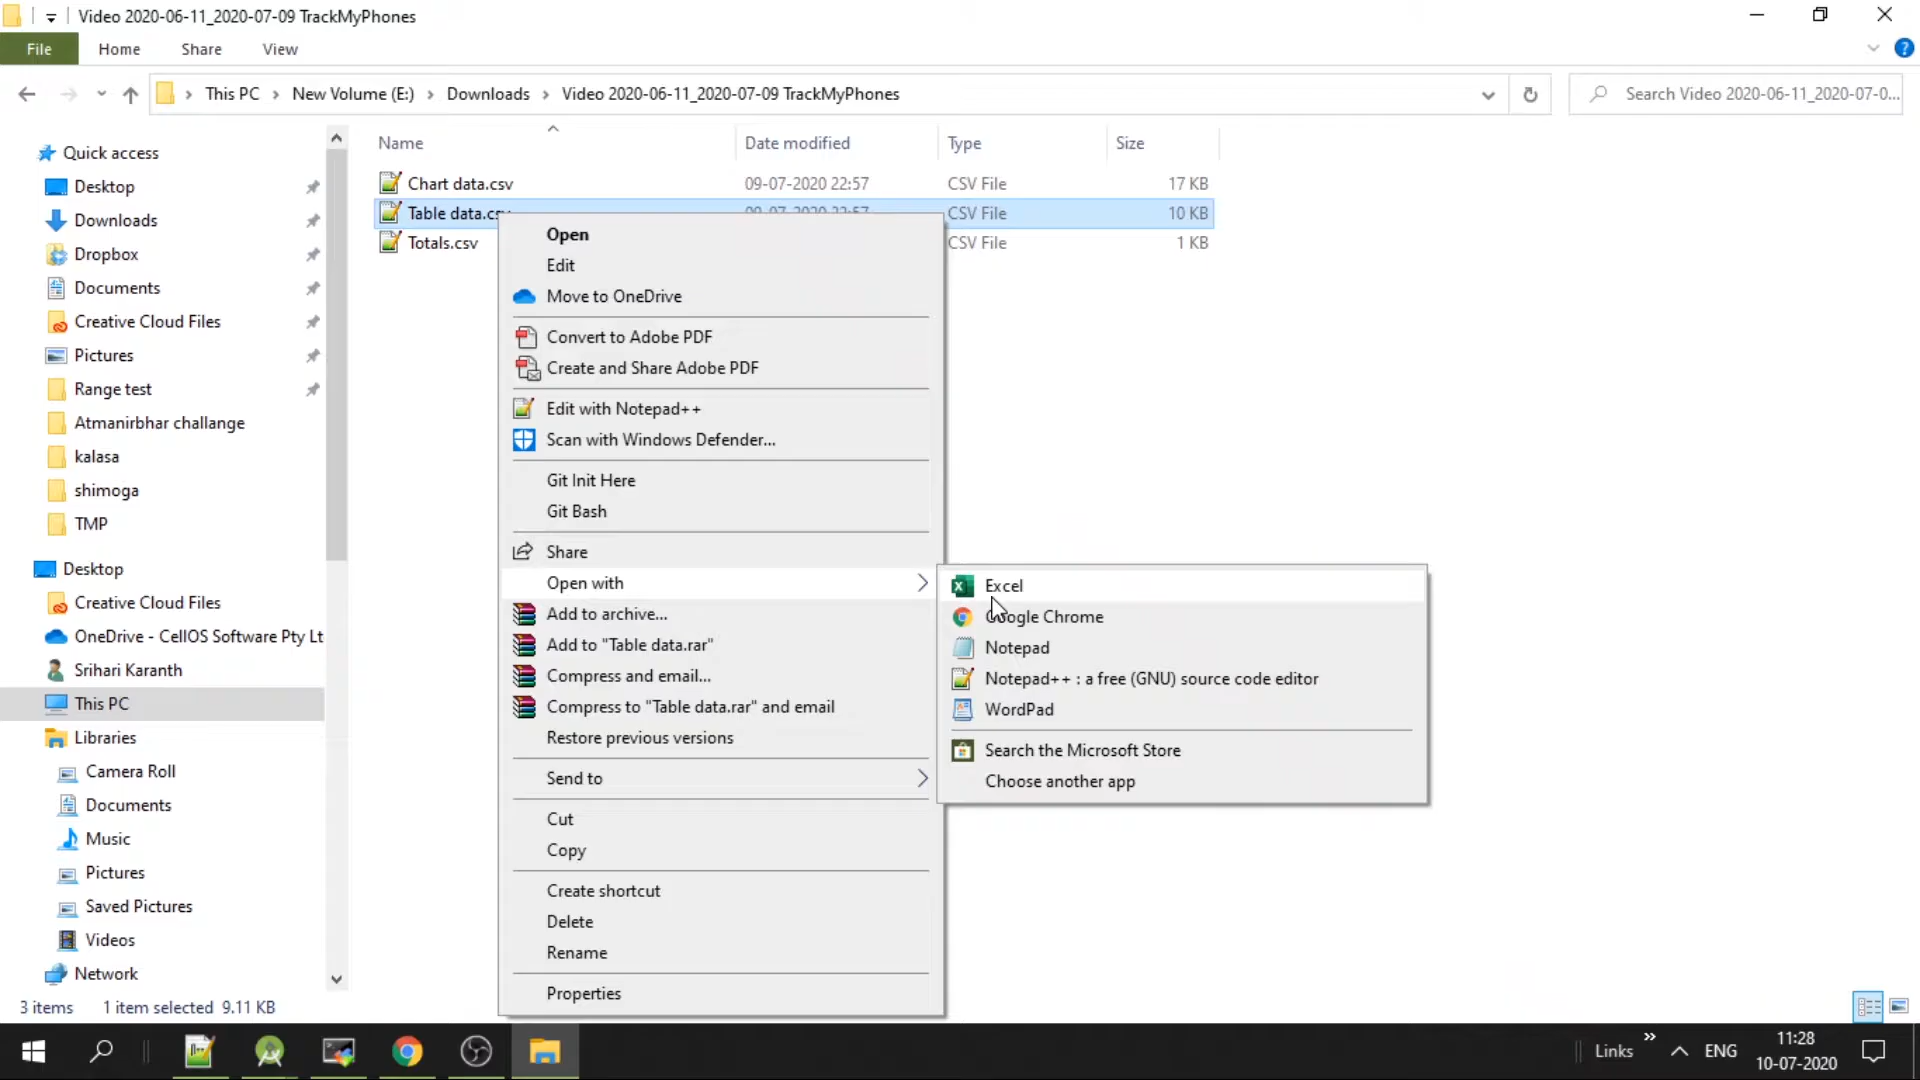 Video 2020-06-11_2020-07-09 TrackMyPhones
File Home Share View
This PC New Volume (E:) Downloads Video 2020-06-11_2020-07-09 TrackMyPhones
Search Video 2020-06-11_2020-07-0...
Quick access
Desktop
Downloads
Dropbox
Documents
Creative Cloud Files
Pictures
Range test
Atmanirbhar challange
kalasa
shimoga
TMP
Desktop
Creative Cloud Files
OneDrive - CellOS Software Pty Lt
Srihari Karanth
This PC
Libraries
Camera Roll
Documents
Music
Pictures
Saved Pictures
Videos
Network
Name Date modified Type Size
Chart data.csv 09-07-2020 22:57 CSV File 17 KB
Table data.csv 09-07-2020 22:57 CSV File 10 KB
Totals.csv CSV File 1 KB
Open
Edit
Move to OneDrive
Convert to Adobe PDF
Create and Share Adobe PDF
Edit with Notepad++
Scan with Windows Defender...
Git Init Here
Git Bash
Share
Open with
Add to archive...
Add to "Table data.rar"
Compress and email...
Compress to "Table data.rar" and email
Restore previous versions
Send to
Cut
Copy
Create shortcut
Delete
Rename
Properties
Excel
Google Chrome
Notepad
Notepad++ : a free (GNU) source code editor
WordPad
Search the Microsoft Store
Choose another app
3 items 1 item selected 9.11 KB
Links ENG
11:28
10-07-2020